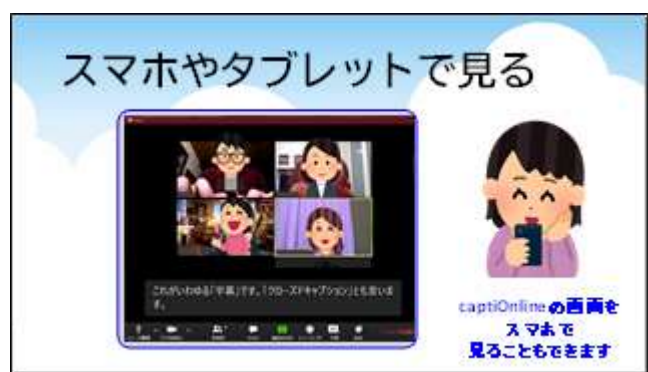 スマホやタブレットで見る
これがいわゆる「字幕」です。「クローズドキャプション」とも言いま
す。
captiOnlineの画面を
スマホで
見ることもできます